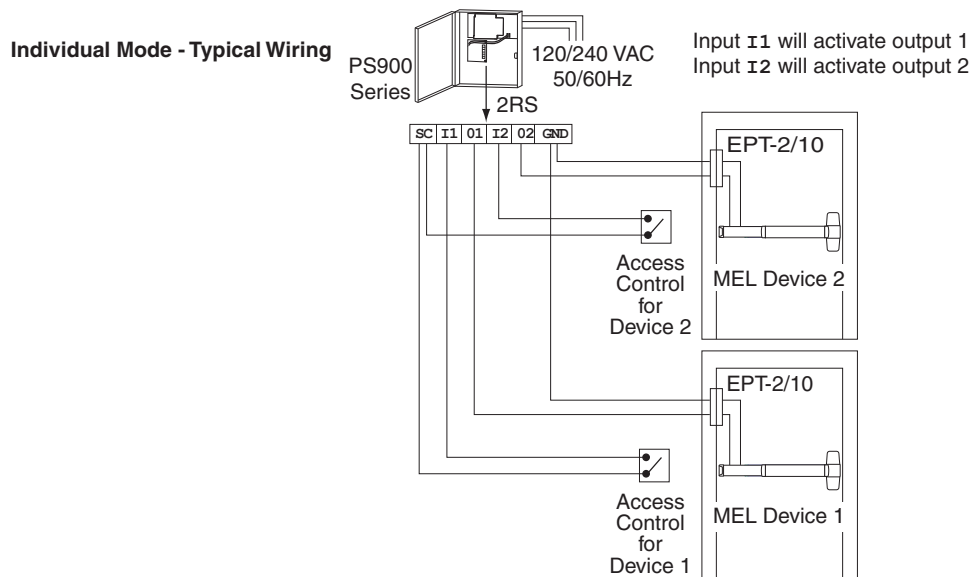 Individual Mode - Typical Wiring
PS900
Series
120/240 VAC
50/60Hz
Input I1 will activate output 1
Input I2 will activate output 2
2RS
SC I1 01 I2 02 GND
EPT-2/10
Access
Control
for
Device 2
MEL Device 2
EPT-2/10
Access
Control
for
Device 1
MEL Device 1